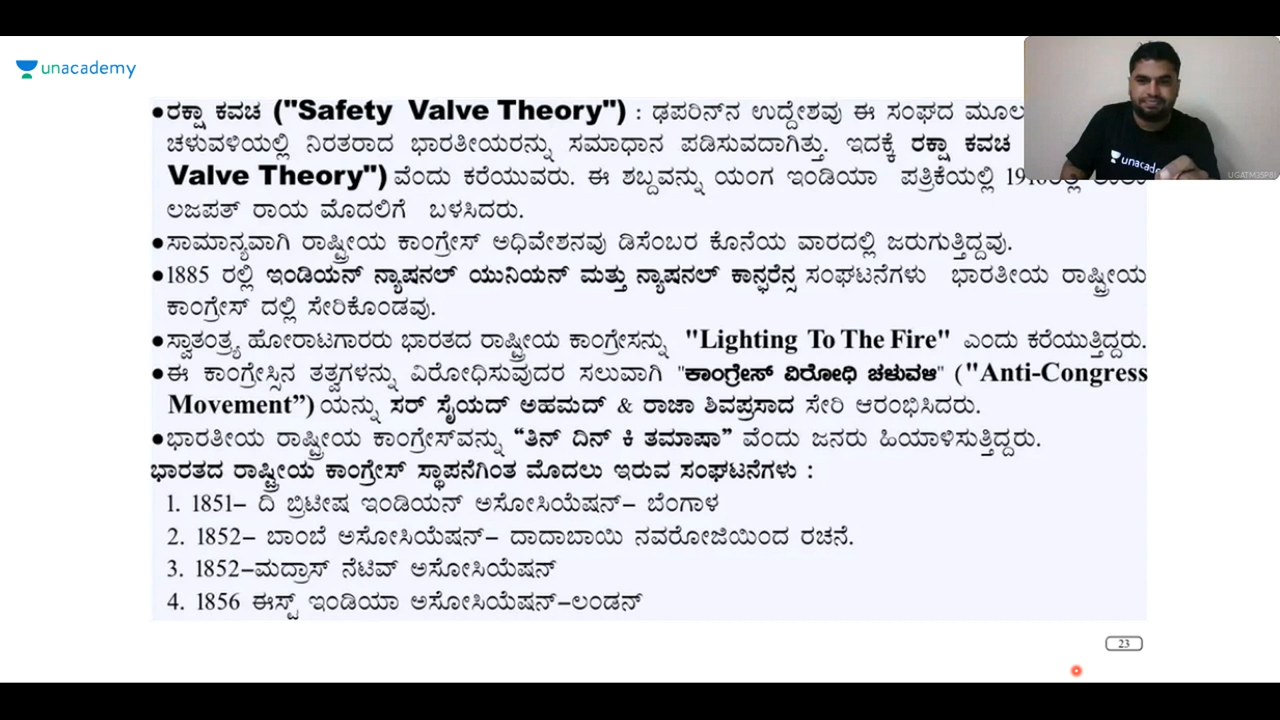 unacademy
●ರಕ್ಷಾ ಕವಚ ("Safety Valve Theory") : ಢಪರಿನ್‌ನ ಉದ್ದೇಶವು ಈ ಸಂಘದ ಮೂಲ
ಚಳುವಳಿಯಲ್ಲಿ ನಿರತರಾದ ಭಾರತೀಯರನ್ನು ಸಮಾಧಾನ ಪಡಿಸುವದಾಗಿತ್ತು. ಇದಕ್ಕೆ ರಕ್ಷಾ ಕವಚ
Valve Theory") ವೆಂದು ಕರೆಯುವರು. ಈ ಶಬ್ದವನ್ನು ಯಂಗ ಇಂಡಿಯಾ ಪತ್ರಿಕೆಯಲ್ಲಿ
ಲಜಪತ್ ರಾಯ ಮೊದಲಿಗೆ ಬಳಸಿದರು.
●ಸಾಮಾನ್ಯವಾಗಿ ರಾಷ್ಟ್ರೀಯ ಕಾಂಗ್ರೇಸ್ ಅಧಿವೇಶನವು ಡಿಸೆಂಬರ ಕೊನೆಯ ವಾರದಲ್ಲಿ ಜರುಗುತ್ತಿದ್ದವು.
●1885 ರಲ್ಲಿ ಇಂಡಿಯನ್ ನ್ಯಾಷನಲ್ ಯುನಿಯನ್ ಮತ್ತು ನ್ಯಾಷನಲ್ ಕಾನ್ಫರೆನ್ಸ ಸಂಘಟನೆಗಳು ಭಾರತೀಯ ರಾಷ್ಟ್ರೀಯ
ಕಾಂಗ್ರೇಸ್ ದಲ್ಲಿ ಸೇರಿಕೊಂಡವು.
●ಸ್ವಾತಂತ್ರ್ಯ ಹೋರಾಟಗಾರರು ಭಾರತದ ರಾಷ್ಟ್ರೀಯ ಕಾಂಗ್ರೇಸನ್ನು "Lighting To The Fire" ಎಂದು ಕರೆಯುತ್ತಿದ್ದರು.
●ಈ ಕಾಂಗ್ರೇಸ್ಸಿನ ತತ್ವಗಳನ್ನು ವಿರೋಧಿಸುವುದರ ಸಲುವಾಗಿ "ಕಾಂಗ್ರೇಸ್ ವಿರೋಧಿ ಚಳುವಳಿ" ("Anti-Congress
Movement”) ಯನ್ನು ಸರ್ ಸೈಯದ್ ಅಹಮದ್ & ರಾಜಾ ಶಿವಪ್ರಸಾದ ಸೇರಿ ಆರಂಭಿಸಿದರು.
●ಭಾರತೀಯ ರಾಷ್ಟ್ರೀಯ ಕಾಂಗ್ರೇಸ್‌ವನ್ನು “ತಿನ್ ದಿನ್ ಕಿ ತಮಾಷಾ” ವೆಂದು ಜನರು ಹಿಯಾಳಿಸುತ್ತಿದ್ದರು.
ಭಾರತದ ರಾಷ್ಟ್ರೀಯ ಕಾಂಗ್ರೇಸ್ ಸ್ಥಾಪನೆಗಿಂತ ಮೊದಲು ಇರುವ ಸಂಘಟನೆಗಳು :
1. 1851– ದಿ ಬ್ರಿಟೀಷ ಇಂಡಿಯನ್ ಅಸೋಸಿಯೆಷನ್– ಬೆಂಗಾಳ
2. 1852– ಬಾಂಬೆ ಅಸೋಸಿಯೆಷನ್– ದಾದಾಬಾಯಿ ನವರೋಜಿಯಿಂದ ರಚನೆ.
3. 1852–ಮದ್ರಾಸ್ ನೆಟಿವ್ ಅಸೋಸಿಯೆಷನ್
4. 1856 ಈಸ್ಟ್ ಇಂಡಿಯಾ ಅಸೋಸಿಯೆಷನ್–ಲಂಡನ್
23